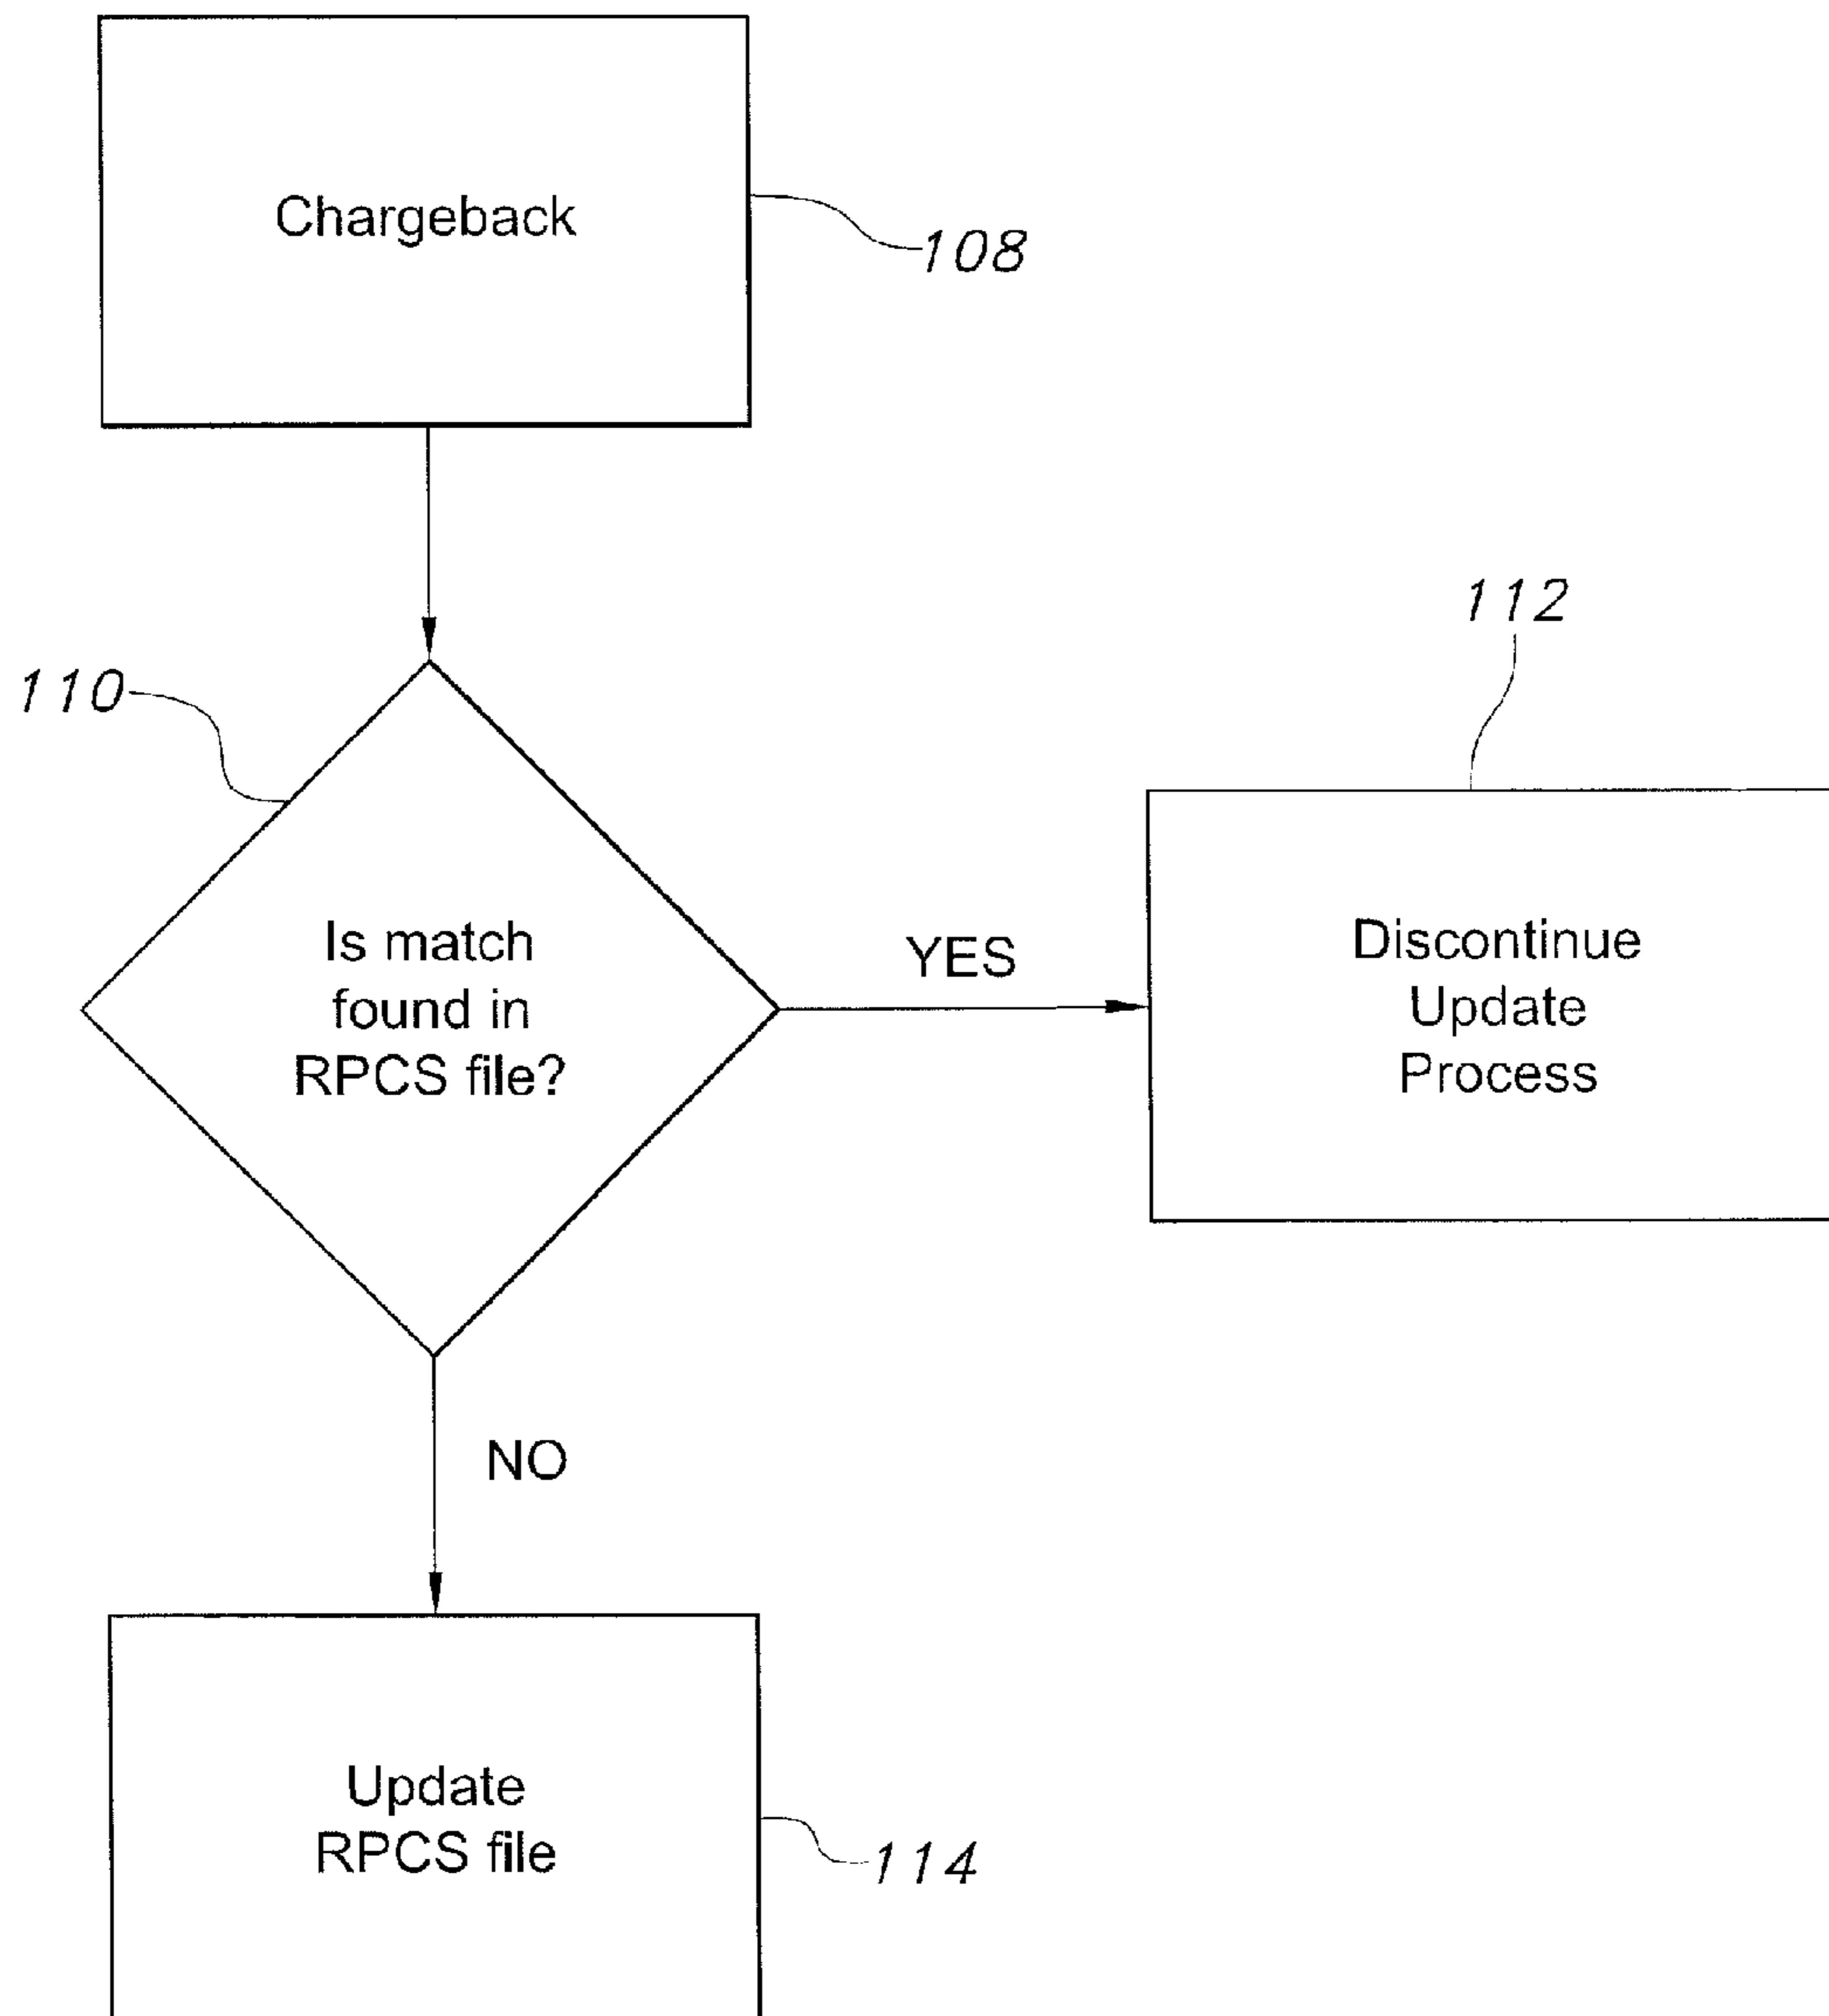 Chargeback
108
110
Is match
found in
RPCS file?
YES
112
Discontinue
Update
Process
NO
Update
RPCS file
114